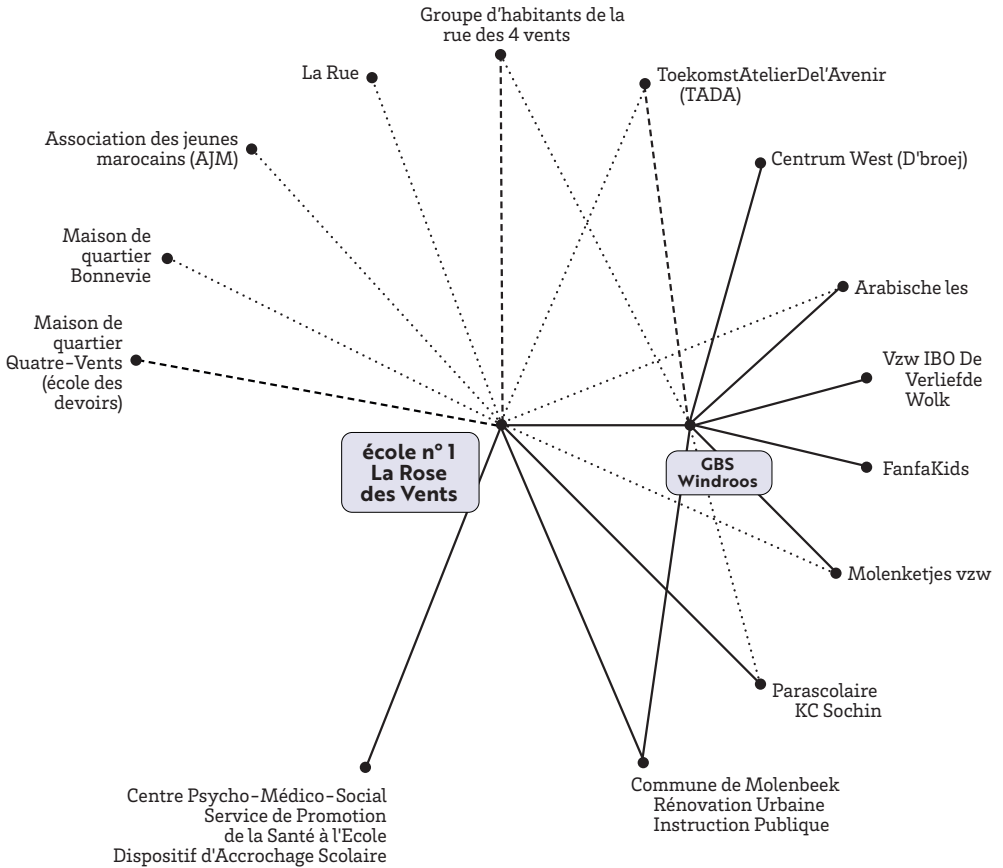 Groupe d'habitants de la
rue des 4 vents
La Rue
ToekomstAtelierDel'Avenir
(TADA)
Association des jeunes
marocains (AJM)
Centrum West (D'broej)
Maison de
quartier
Bonnevie
Arabische les
Maison de
quartier
Quatre-Vents
(école des
devoirs)
Vzw IBO De
Verliefde
Wolk
école n° 1
La Rose
des Vents
GBS
Windroos
FanfaKids
Molenketjes vzw
Parascolaire
KC Sochin
Centre Psycho-Médico-Social
Service de Promotion
de la Santé à l'Ecole
Dispositif d'Accrochage Scolaire
Commune de Molenbeek
Rénovation Urbaine
Instruction Publique